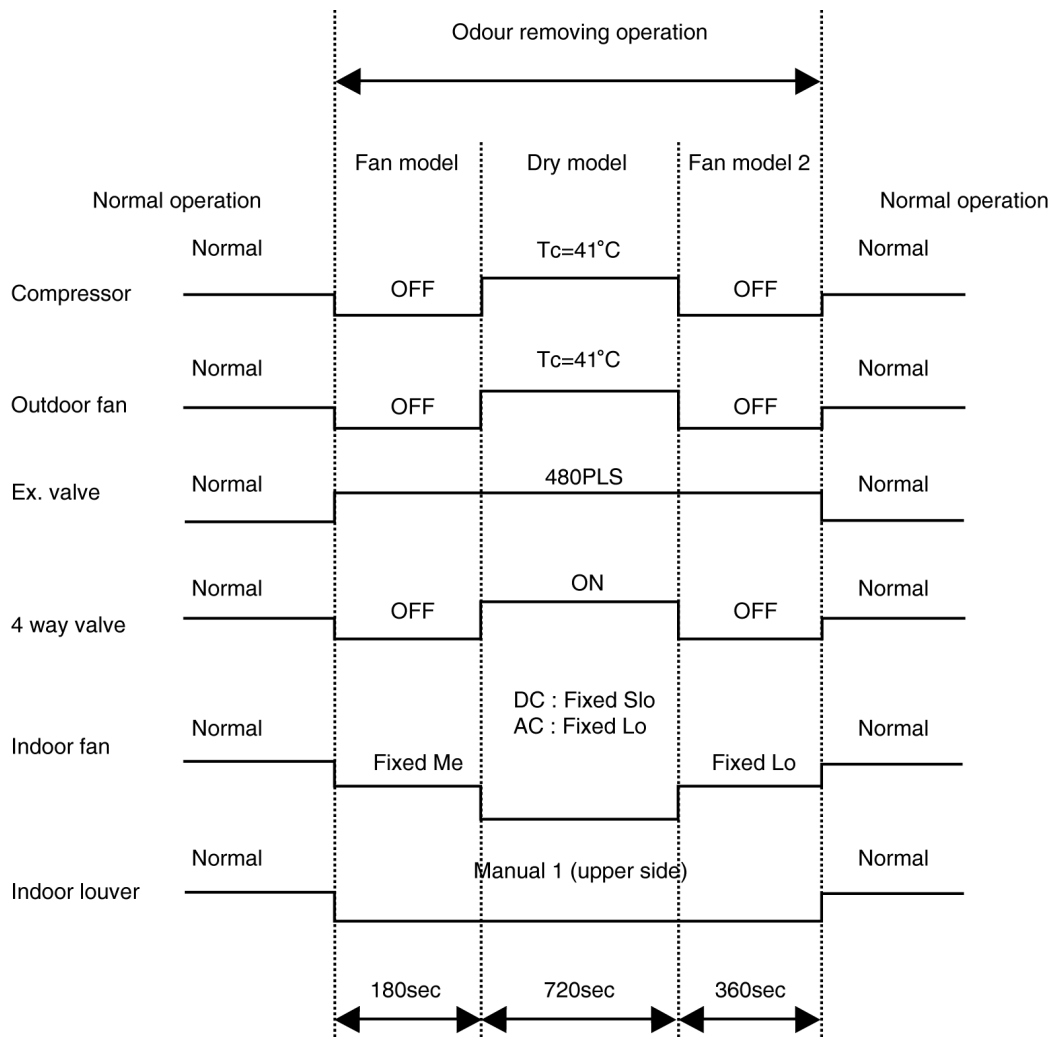 Odour removing operation
Fan model Dry model Fan model 2
Normal operation Normal operation
Normal Tc=41°C Normal
Compressor OFF OFF
Normal Tc=41°C Normal
Outdoor fan OFF OFF
Ex. valve Normal 480PLS Normal
Normal ON Normal
4 way valve OFF OFF
DC : Fixed Slo
AC : Fixed Lo
Normal Normal
Indoor fan Fixed Me Fixed Lo
Normal Manual 1 (upper side) Normal
Indoor louver
180sec 720sec 360sec